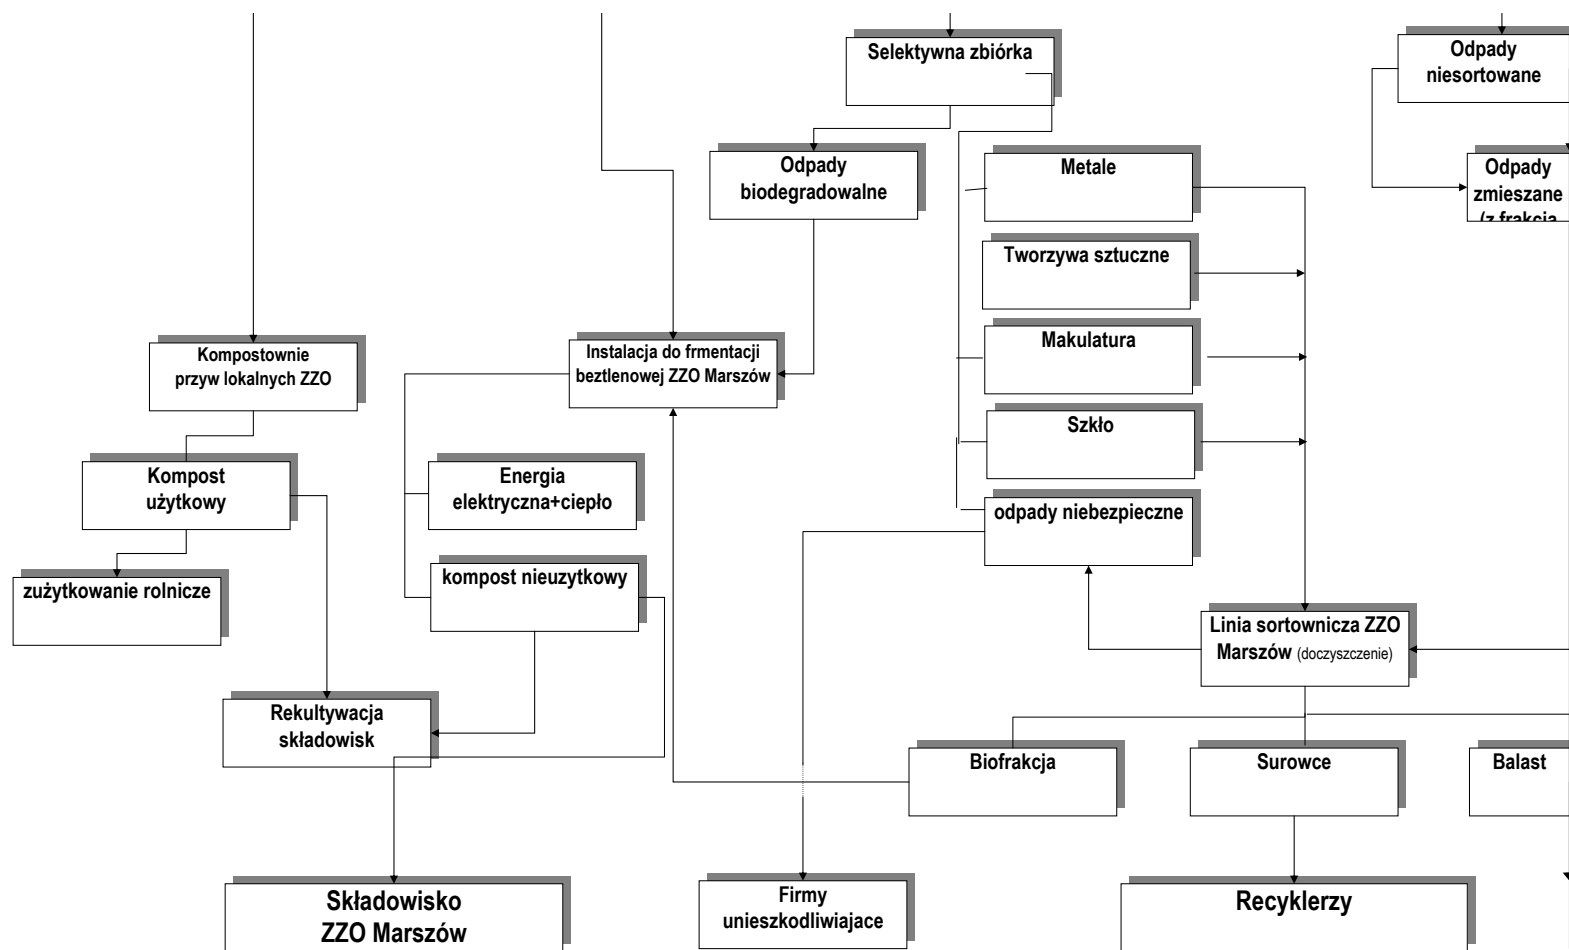 Selektywna zbiórka
Odpady
niesortowane
Odpady
biodegradowalne
Metale
Odpady
zmieszane
(z frakcją
Tworzywa sztuczne
Makulatura
Szkło
odpady niebezpieczne
Kompostownie
przyw lokalnych ZZO
Instalacja do frmentacji
beztlenowej ZZO Marszów
Kompost
użytkowy
Energia
elektryczna+ciepło
zużytkowanie rolnicze
kompost nieuzytkowy
Linia sortownicza ZZO
Marszów (doczyszczenie)
Rekultywacja
składowisk
Biofrakcja
Surowce
Balast
Składowisko
ZZO Marszów
Firmy
unieszkodliwiajace
Recyklerzy